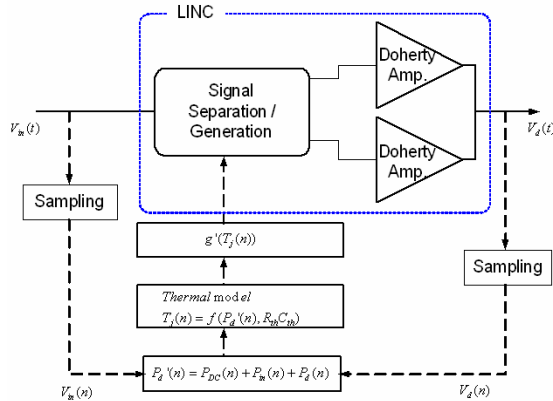 LINC
Signal
Separation /
Generation
Doherty
Amp.
Doherty
Amp.
V_in(t)
V_d(t)
Sampling
Sampling
g'(T_j(n))
Thermal model
T_j(n) = f(P_d'(n), R_th C_th)
P_d'(n) = P_DC(n) + P_in(n) + P_d(n)
V_in(n)
V_d(n)